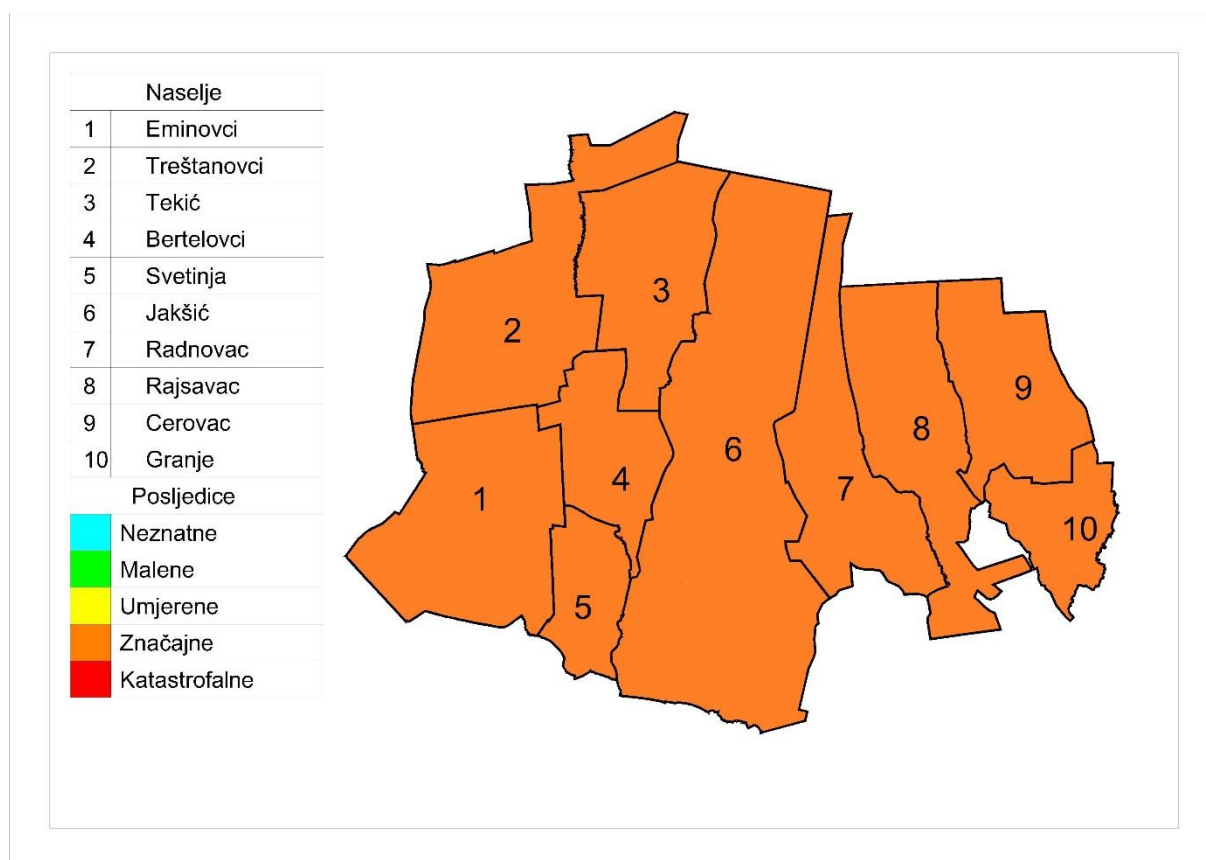 Naselje
1 Eminovci
2 Treštanovci
3 Tekić
4 Bertelovci
5 Svetinja
6 Jakšić
7 Radnovac
8 Rajsavac
9 Cerovac
10 Granje
Posljedice
Neznatne
Malene
Umjerene
Značajne
Katastrofalne
2
3
1
4
5
6
7
8
9
10